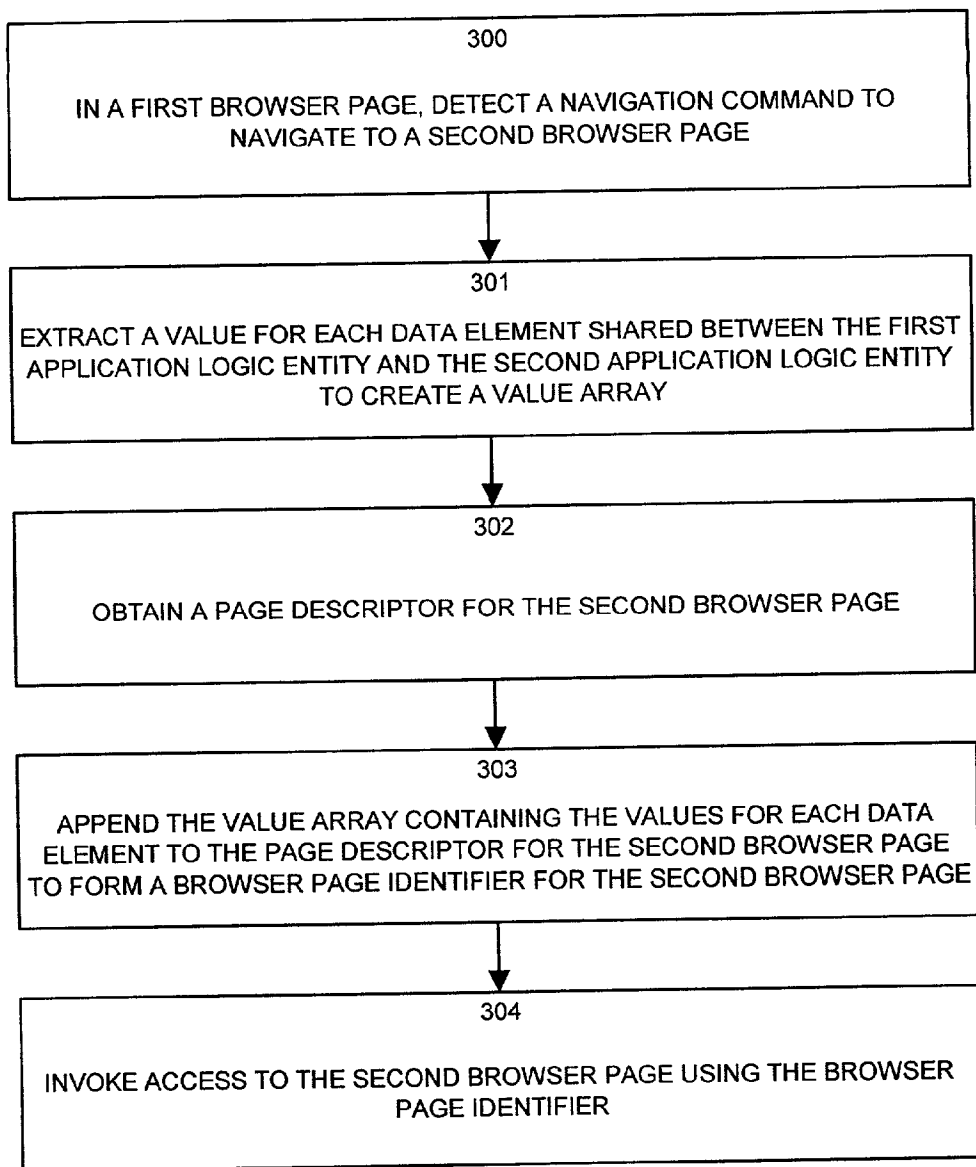 300
IN A FIRST BROWSER PAGE, DETECT A NAVIGATION COMMAND TO
NAVIGATE TO A SECOND BROWSER PAGE
301
EXTRACT A VALUE FOR EACH DATA ELEMENT SHARED BETWEEN THE FIRST
APPLICATION LOGIC ENTITY AND THE SECOND APPLICATION LOGIC ENTITY
TO CREATE A VALUE ARRAY
302
OBTAIN A PAGE DESCRIPTOR FOR THE SECOND BROWSER PAGE
303
APPEND THE VALUE ARRAY CONTAINING THE VALUES FOR EACH DATA
ELEMENT TO THE PAGE DESCRIPTOR FOR THE SECOND BROWSER PAGE
TO FORM A BROWSER PAGE IDENTIFIER FOR THE SECOND BROWSER PAGE
304
INVOKE ACCESS TO THE SECOND BROWSER PAGE USING THE BROWSER
PAGE IDENTIFIER